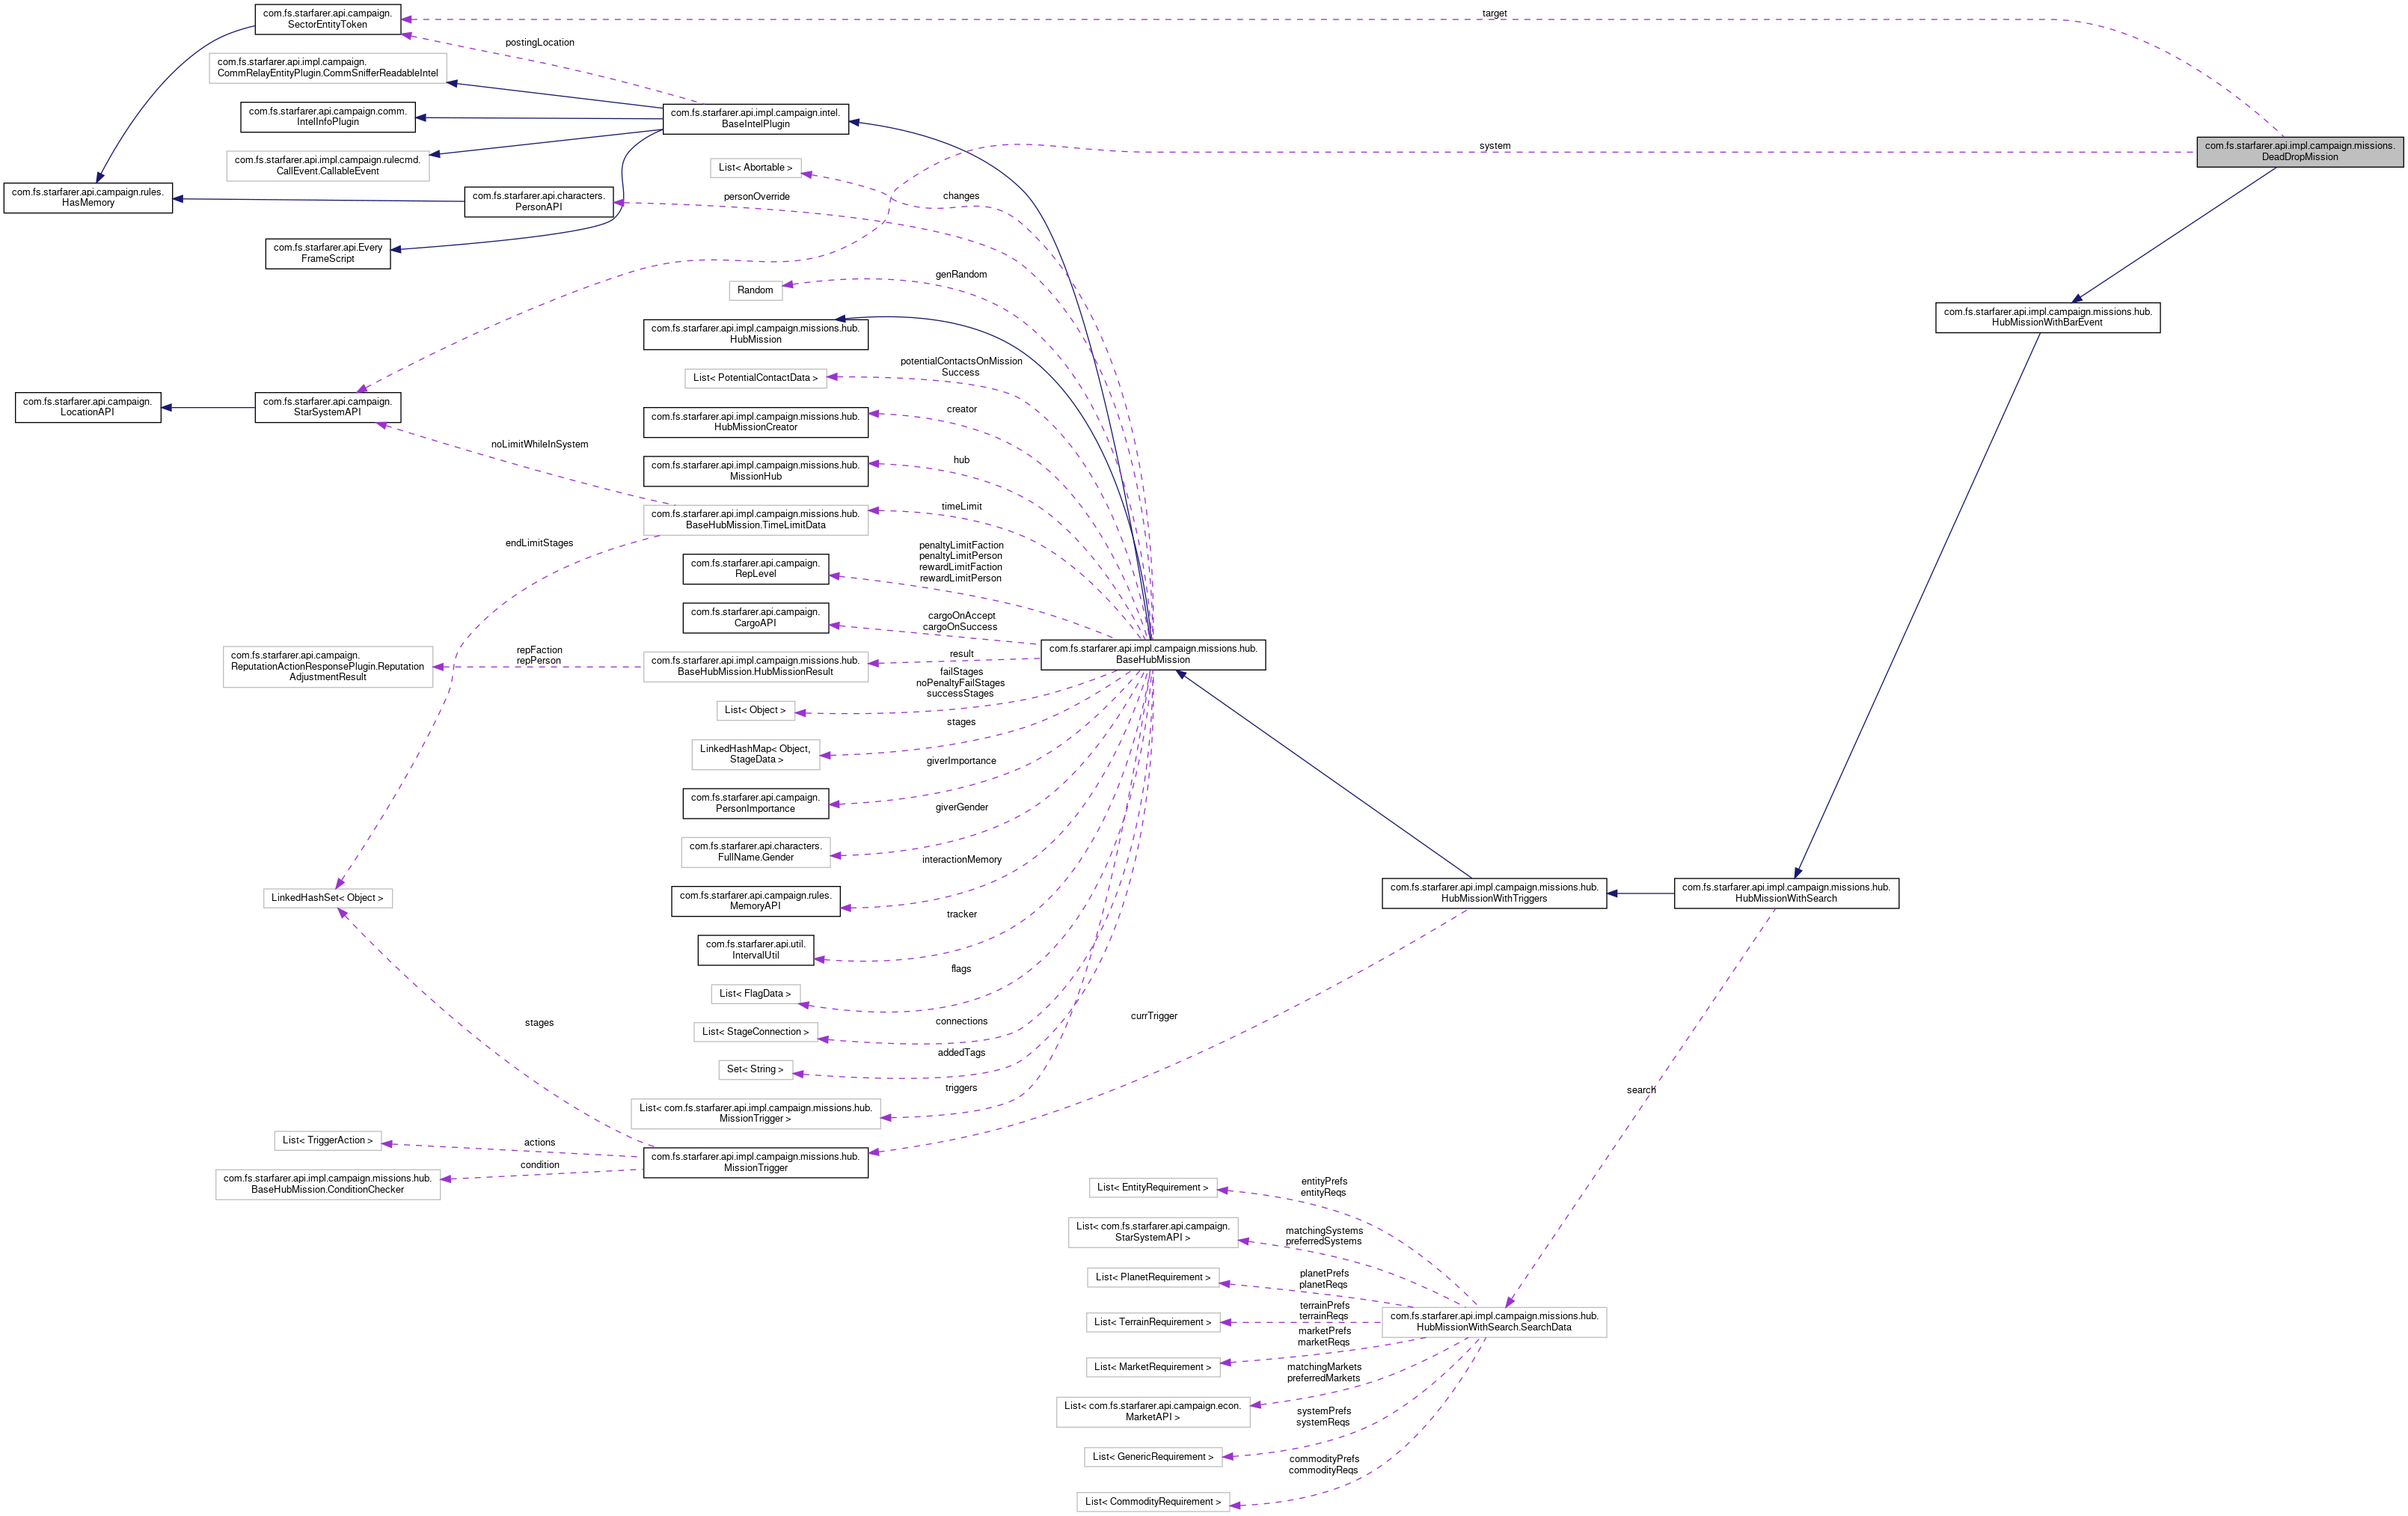 com.fs.starfarer.api.campaign.
SectorEntityToken
target
postingLocation
com.fs.starfarer.api.impl.campaign.
CommRelayEntityPlugin.CommSnifferReadableIntel
com.fs.starfarer.api.campaign.comm.
IntelInfoPlugin
com.fs.starfarer.api.impl.campaign.intel.
BaseIntelPlugin
com.fs.starfarer.api.impl.campaign.rulecmd.
CallEvent.CallableEvent
List< Abortable >
system
com.fs.starfarer.api.impl.campaign.missions.
DeadDropMission
com.fs.starfarer.api.campaign.rules.
HasMemory
com.fs.starfarer.api.characters.
PersonAPI
personOverride
changes
com.fs.starfarer.api.Every
FrameScript
genRandom
Random
com.fs.starfarer.api.impl.campaign.missions.hub.
HubMission
com.fs.starfarer.api.impl.campaign.missions.hub.
HubMissionWithBarEvent
potentialContactsOnMission
Success
List< PotentialContactData >
com.fs.starfarer.api.campaign.
LocationAPI
com.fs.starfarer.api.campaign.
StarSystemAPI
creator
com.fs.starfarer.api.impl.campaign.missions.hub.
HubMissionCreator
noLimitWhileInSystem
hub
com.fs.starfarer.api.impl.campaign.missions.hub.
MissionHub
timeLimit
com.fs.starfarer.api.impl.campaign.missions.hub.
BaseHubMission.TimeLimitData
endLimitStages
penaltyLimitFaction
penaltyLimitPerson
rewardLimitFaction
rewardLimitPerson
com.fs.starfarer.api.campaign.
RepLevel
com.fs.starfarer.api.campaign.
CargoAPI
cargoOnAccept
cargoOnSuccess
com.fs.starfarer.api.campaign.
ReputationActionResponsePlugin.Reputation
AdjustmentResult
repFaction
repPerson
com.fs.starfarer.api.impl.campaign.missions.hub.
BaseHubMission.HubMissionResult
result
com.fs.starfarer.api.impl.campaign.missions.hub.
BaseHubMission
failStages
noPenaltyFailStages
successStages
List< Object >
stages
LinkedHashMap< Object,
StageData >
giverImportance
com.fs.starfarer.api.campaign.
PersonImportance
giverGender
com.fs.starfarer.api.characters.
FullName.Gender
interactionMemory
com.fs.starfarer.api.campaign.rules.
MemoryAPI
LinkedHashSet< Object >
com.fs.starfarer.api.impl.campaign.missions.hub.
HubMissionWithTriggers
com.fs.starfarer.api.impl.campaign.missions.hub.
HubMissionWithSearch
tracker
com.fs.starfarer.api.util.
IntervalUtil
flags
List< FlagData >
stages
connections
List< StageConnection >
currTrigger
addedTags
Set< String >
triggers
List< com.fs.starfarer.api.impl.campaign.missions.hub.
MissionTrigger >
search
List< TriggerAction >
actions
condition
com.fs.starfarer.api.impl.campaign.missions.hub.
MissionTrigger
com.fs.starfarer.api.impl.campaign.missions.hub.
BaseHubMission.ConditionChecker
entityPrefs
entityReqs
List< EntityRequirement >
List< com.fs.starfarer.api.campaign.
StarSystemAPI >
matchingSystems
preferredSystems
List< PlanetRequirement >
planetPrefs
planetReqs
List< TerrainRequirement >
terrainPrefs
terrainReqs
com.fs.starfarer.api.impl.campaign.missions.hub.
HubMissionWithSearch.SearchData
marketPrefs
marketReqs
List< MarketRequirement >
matchingMarkets
preferredMarkets
List< com.fs.starfarer.api.campaign.econ.
MarketAPI >
systemPrefs
systemReqs
List< GenericRequirement >
commodityPrefs
commodityReqs
List< CommodityRequirement >